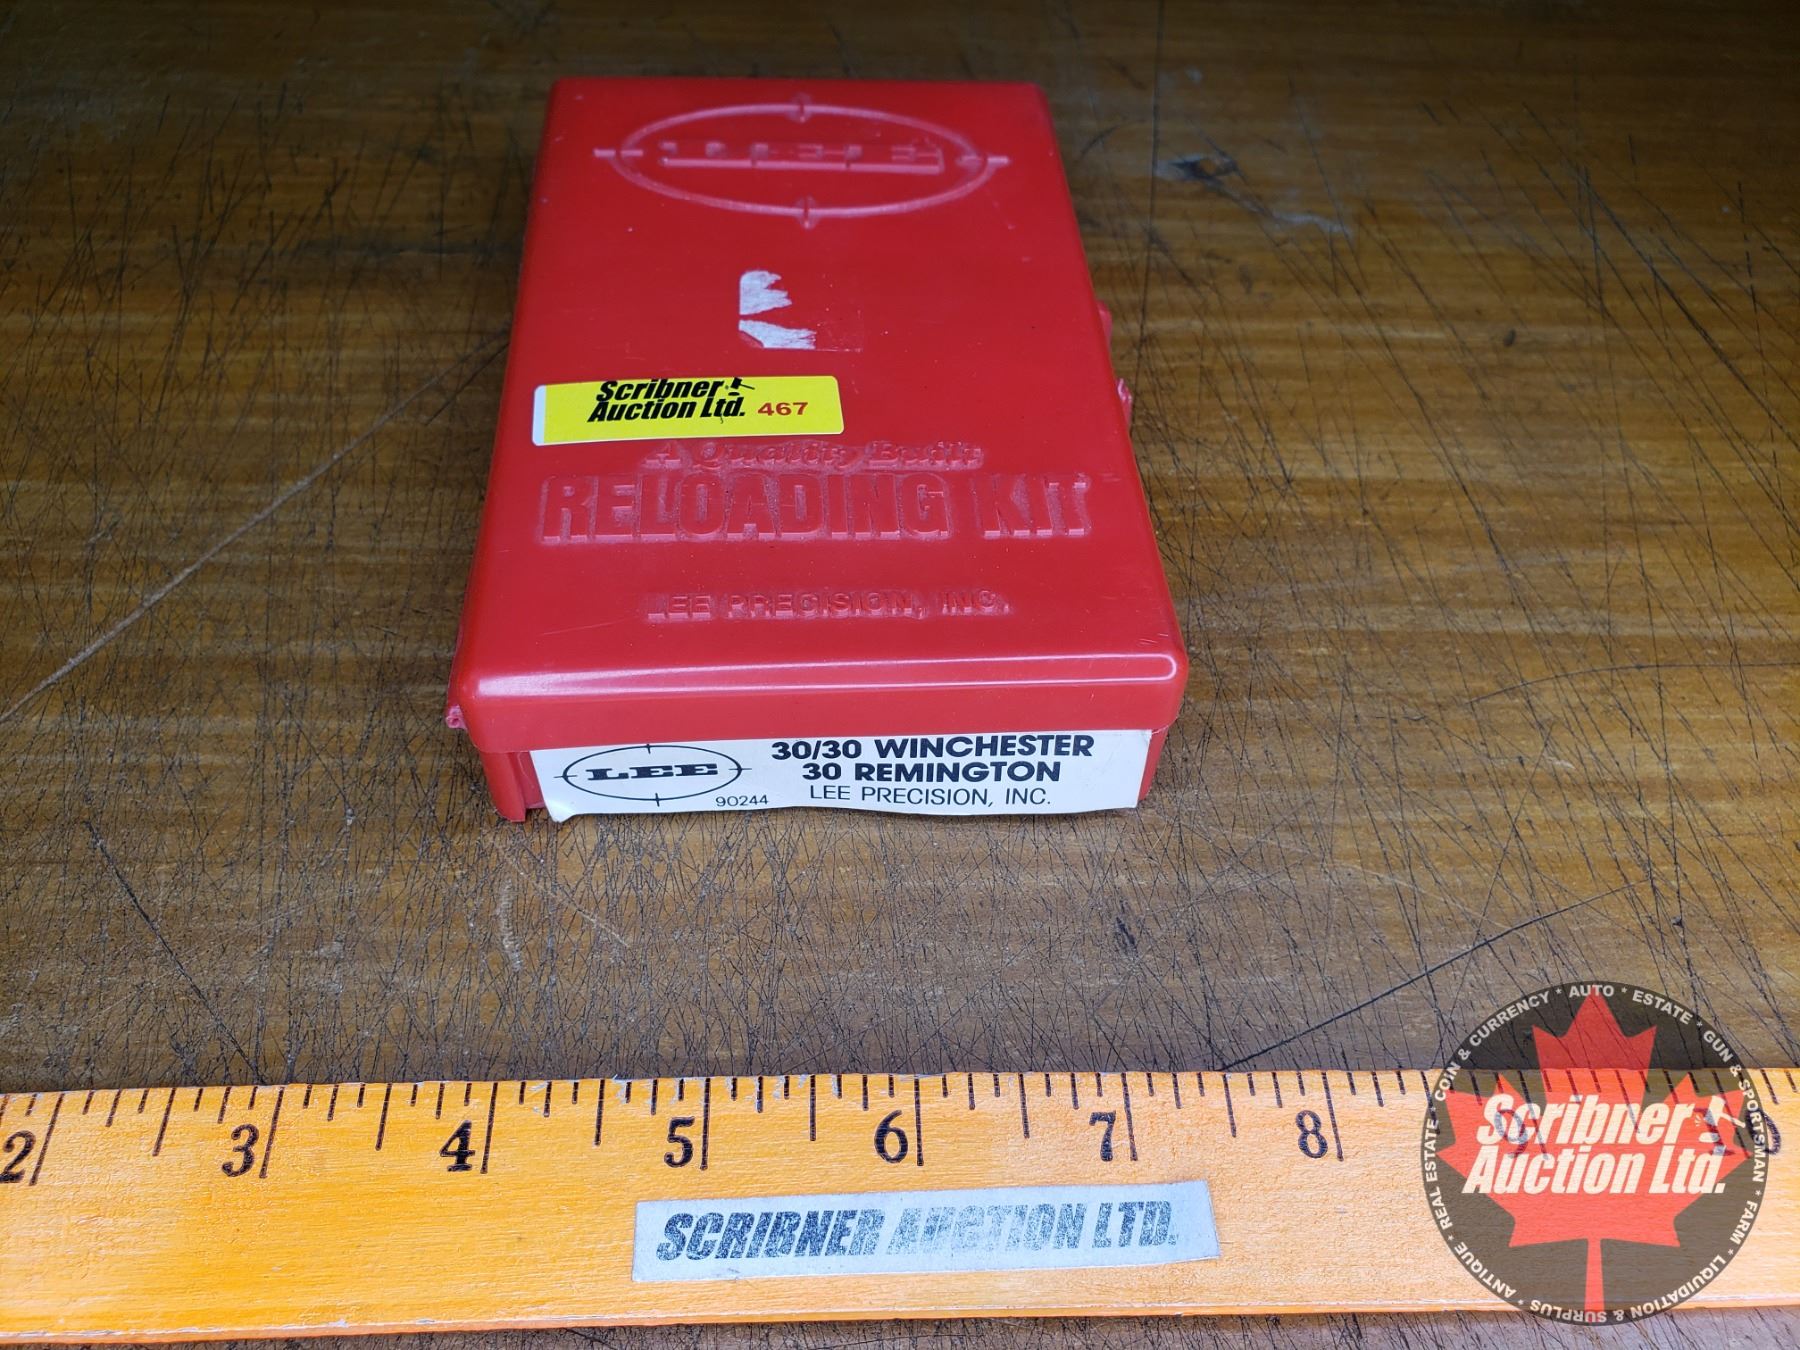 LEE
Scribner
Auction Ltd. 467
A Quality Built
RELOADING KIT
LEE PRECISION, INC.
LEE
90244
30/30 WINCHESTER
30 REMINGTON
LEE PRECISION, INC.
2 3 4 5 6 7 8 9 10
SCRIBNER AUCTION LTD.
REAL ESTATE * COIN & CURRENCY * AUTO * ESTATE * GUN & SPORTSMAN * FARM * LIQUIDATION & SURPLUS * ANTIQUE *
Scribner
Auction Ltd.